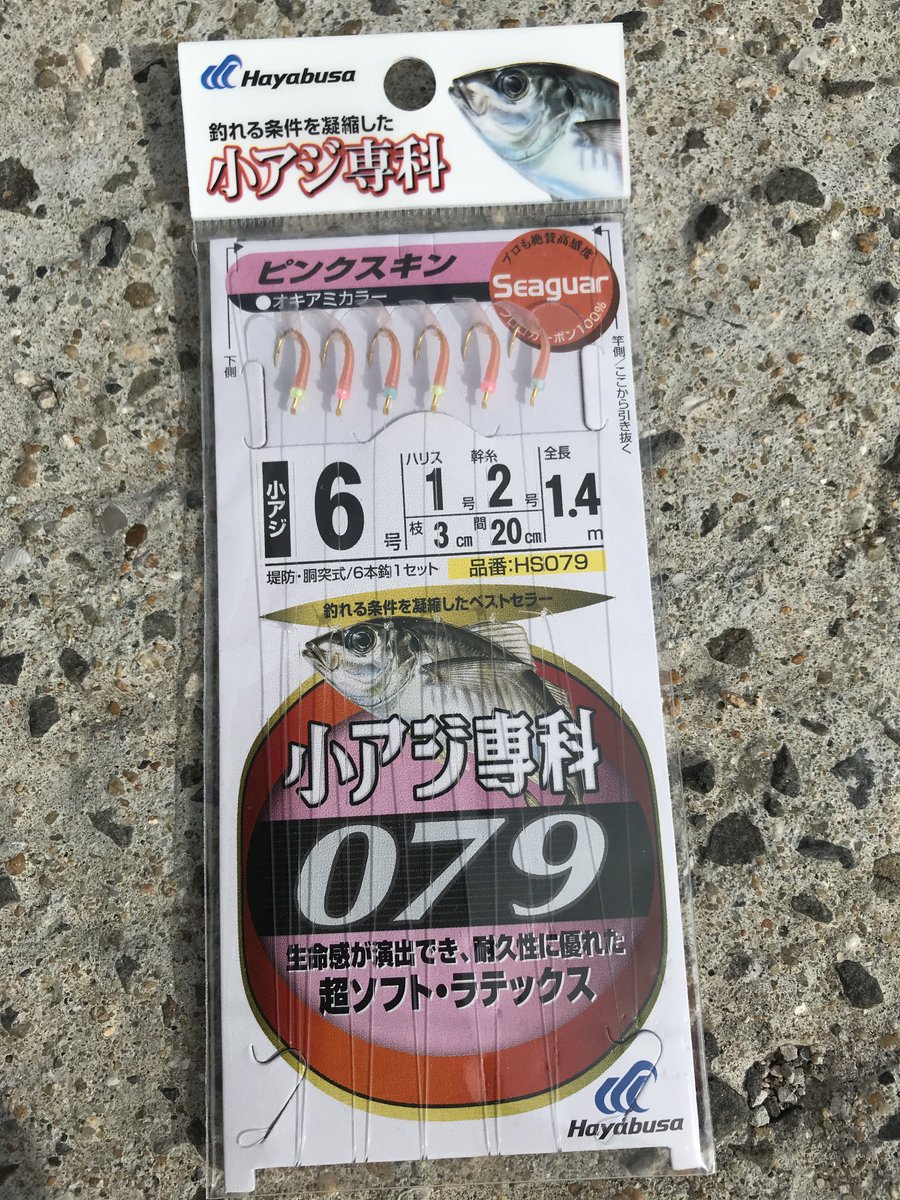 Hayabusa
釣れる条件を凝縮した
小アジ専科
ピンクスキン
●オキアミカラー
プロも絶賛高感度
Seaguar
フロロカーボン100%
下側
竿側/ここから引き抜く
小アジ 6号
ハリス 1号 幹糸 2号 全長 1.4m
枝 3cm 間 20cm
堤防・胴突式/6本鈎1セット 品番:HS079
釣れる条件を凝縮したベストセラー
小アジ専科
079
生命感が演出でき、耐久性に優れた
超ソフト・ラテックス
Hayabusa